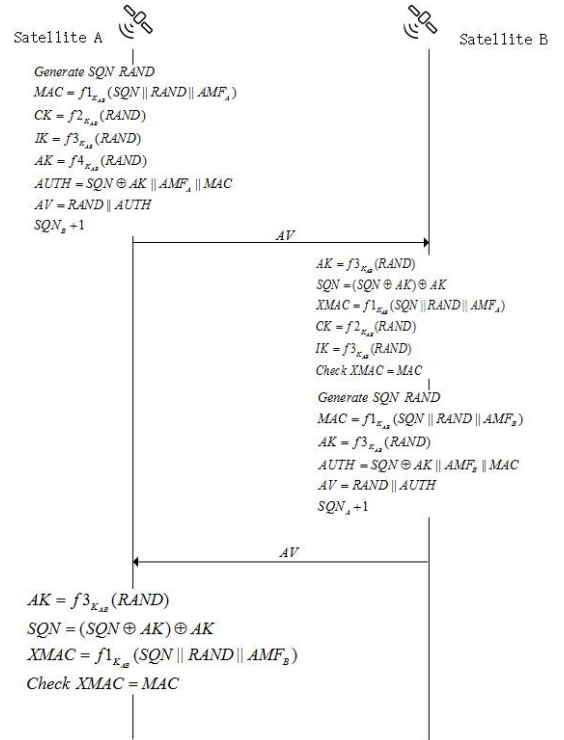 Satellite A
Satellite B
Generate SQN RAND
MAC = f1_{K_{AB}}(SQN || RAND || AMF_A)
CK = f2_{K_{AB}}(RAND)
IK = f3_{K_{AB}}(RAND)
AK = f4_{K_{AB}}(RAND)
AUTH = SQN ⊕ AK || AMF_A || MAC
AV = RAND || AUTH
SQN_B +1
AV
AK = f3_{K_{AB}}(RAND)
SQN = (SQN ⊕ AK) ⊕ AK
XMAC = f1_{K_{AB}}(SQN || RAND || AMF_A)
CK = f2_{K_{AB}}(RAND)
IK = f3_{K_{AB}}(RAND)
Check XMAC = MAC
Generate SQN RAND
MAC = f1_{K_{AB}}(SQN || RAND || AMF_B)
AK = f3_{K_{AB}}(RAND)
AUTH = SQN ⊕ AK || AMF_B || MAC
AV = RAND || AUTH
SQN_A +1
AV
AK = f3_{K_{AB}}(RAND)
SQN = (SQN ⊕ AK) ⊕ AK
XMAC = f1_{K_{AB}}(SQN || RAND || AMF_B)
Check XMAC = MAC